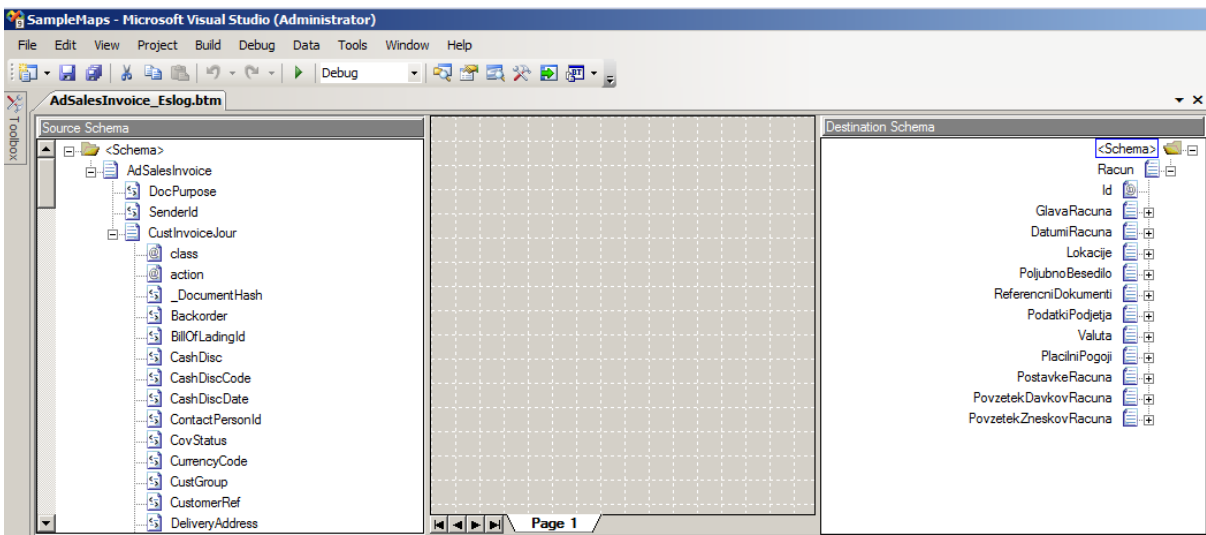 SampleMaps - Microsoft Visual Studio (Administrator)
File Edit View Project Build Debug Data Tools Window Help
Debug
AdSalesInvoice_Eslog.btm
Toolbox
Source Schema
<Schema>
AdSalesInvoice
DocPurpose
SenderId
CustInvoiceJour
class
action
_DocumentHash
Backorder
BillOfLadingId
CashDisc
CashDiscCode
CashDiscDate
ContactPersonId
CovStatus
CurrencyCode
CustGroup
CustomerRef
DeliveryAddress
Page 1
Destination Schema
<Schema>
Racun
Id
GlavaRacuna
DatumiRacuna
Lokacije
PoljubnoBesedilo
ReferencniDokumenti
PodatkiPodjetja
Valuta
PlacilniPogoji
PostavkeRacuna
PovzetekDavkovRacuna
PovzetekZneskovRacuna